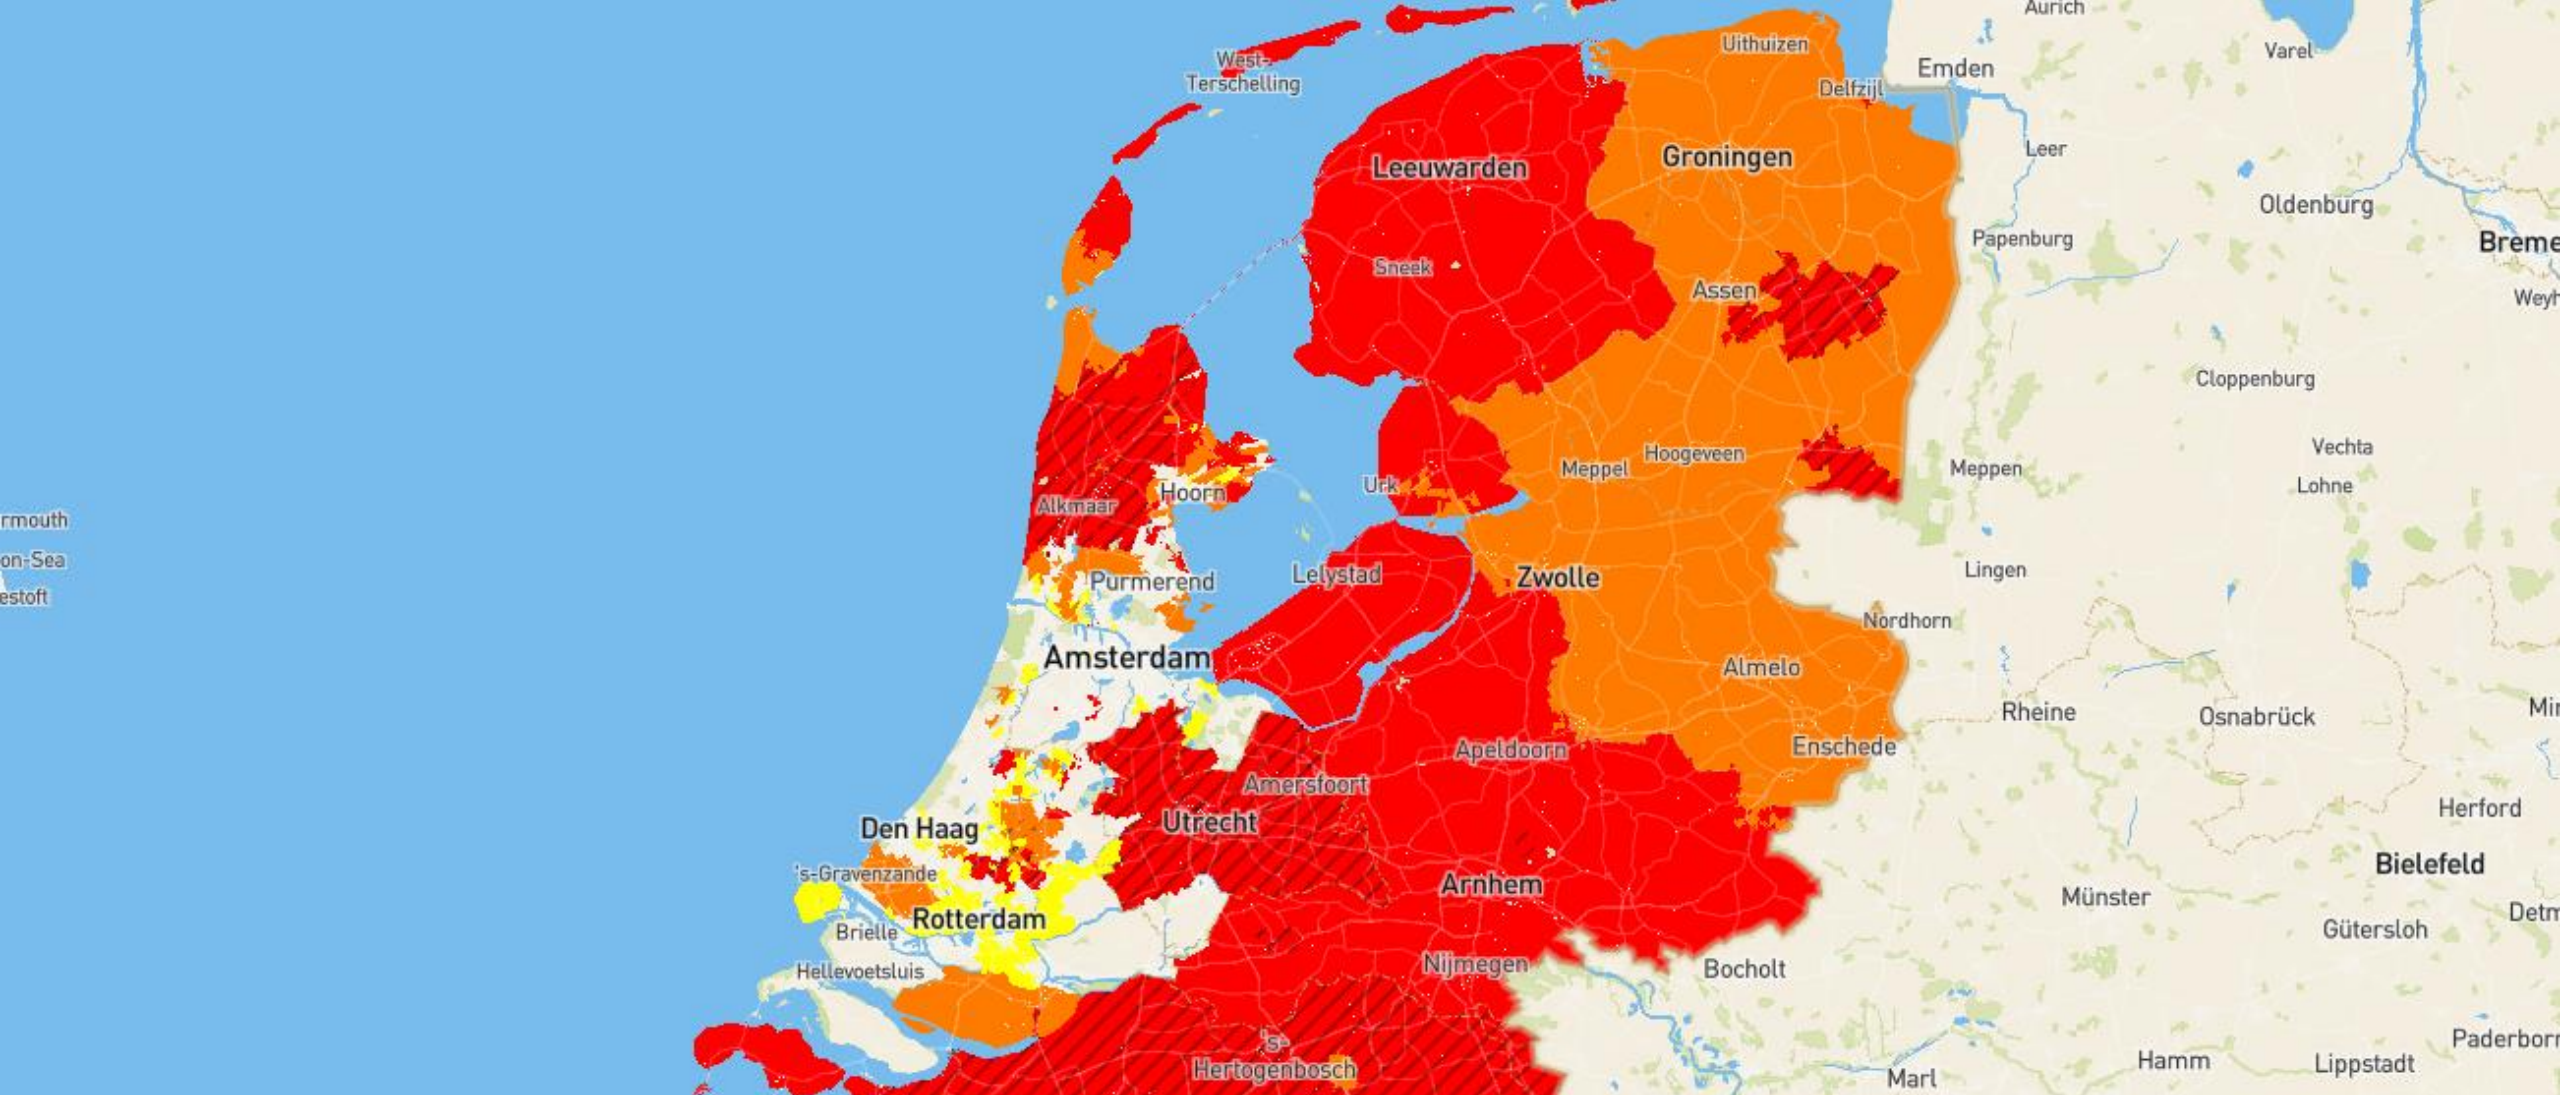 Aurich
Uithuizen
Varel
West-
Terschelling
Emden
Delfzijl
Leer
Groningen
Leeuwarden
Oldenburg
Papenburg
Breme
Sneek
Assen
Weyh
Cloppenburg
Vechta
Hoogeveen
Meppel
Meppen
Urk
Lohne
Hoorn
Alkmaar
rmouth
on-Sea
Lingen
Lelystad
Zwolle
Purmerend
estoft
Nordhorn
Amsterdam
Almelo
Min
Rheine
Osnabrück
Enschede
Apeldoorn
Amersfoort
Herford
Utrecht
Den Haag
Bielefeld
's-Gravenzande
Arnhem
Münster
Detm
Rotterdam
Gütersloh
Brielle
Nijmegen
Bocholt
Hellevoetsluis
Paderborn
's-
Hertogenbosch
Hamm
Lippstadt
Marl